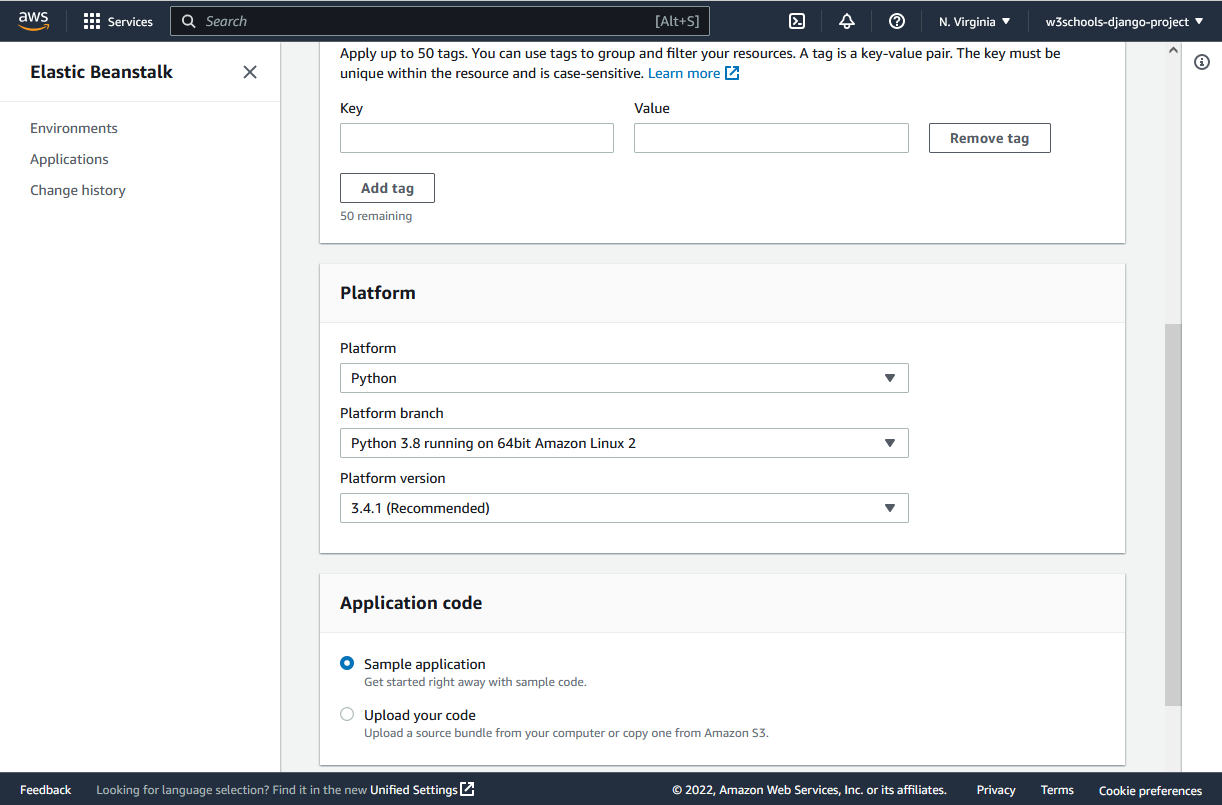 aws
Services
Search
[Alt+S]
N. Virginia
w3schools-django-project
Elastic Beanstalk
Environments
Applications
Change history
Apply up to 50 tags. You can use tags to group and filter your resources. A tag is a key-value pair. The key must be
unique within the resource and is case-sensitive. Learn more
Key
Value
Remove tag
Add tag
50 remaining
Platform
Platform
Python
Platform branch
Python 3.8 running on 64bit Amazon Linux 2
Platform version
3.4.1 (Recommended)
Application code
Sample application
Get started right away with sample code.
Upload your code
Upload a source bundle from your computer or copy one from Amazon S3.
Feedback
Looking for language selection? Find it in the new Unified Settings
© 2022, Amazon Web Services, Inc. or its affiliates.
Privacy
Terms
Cookie preferences